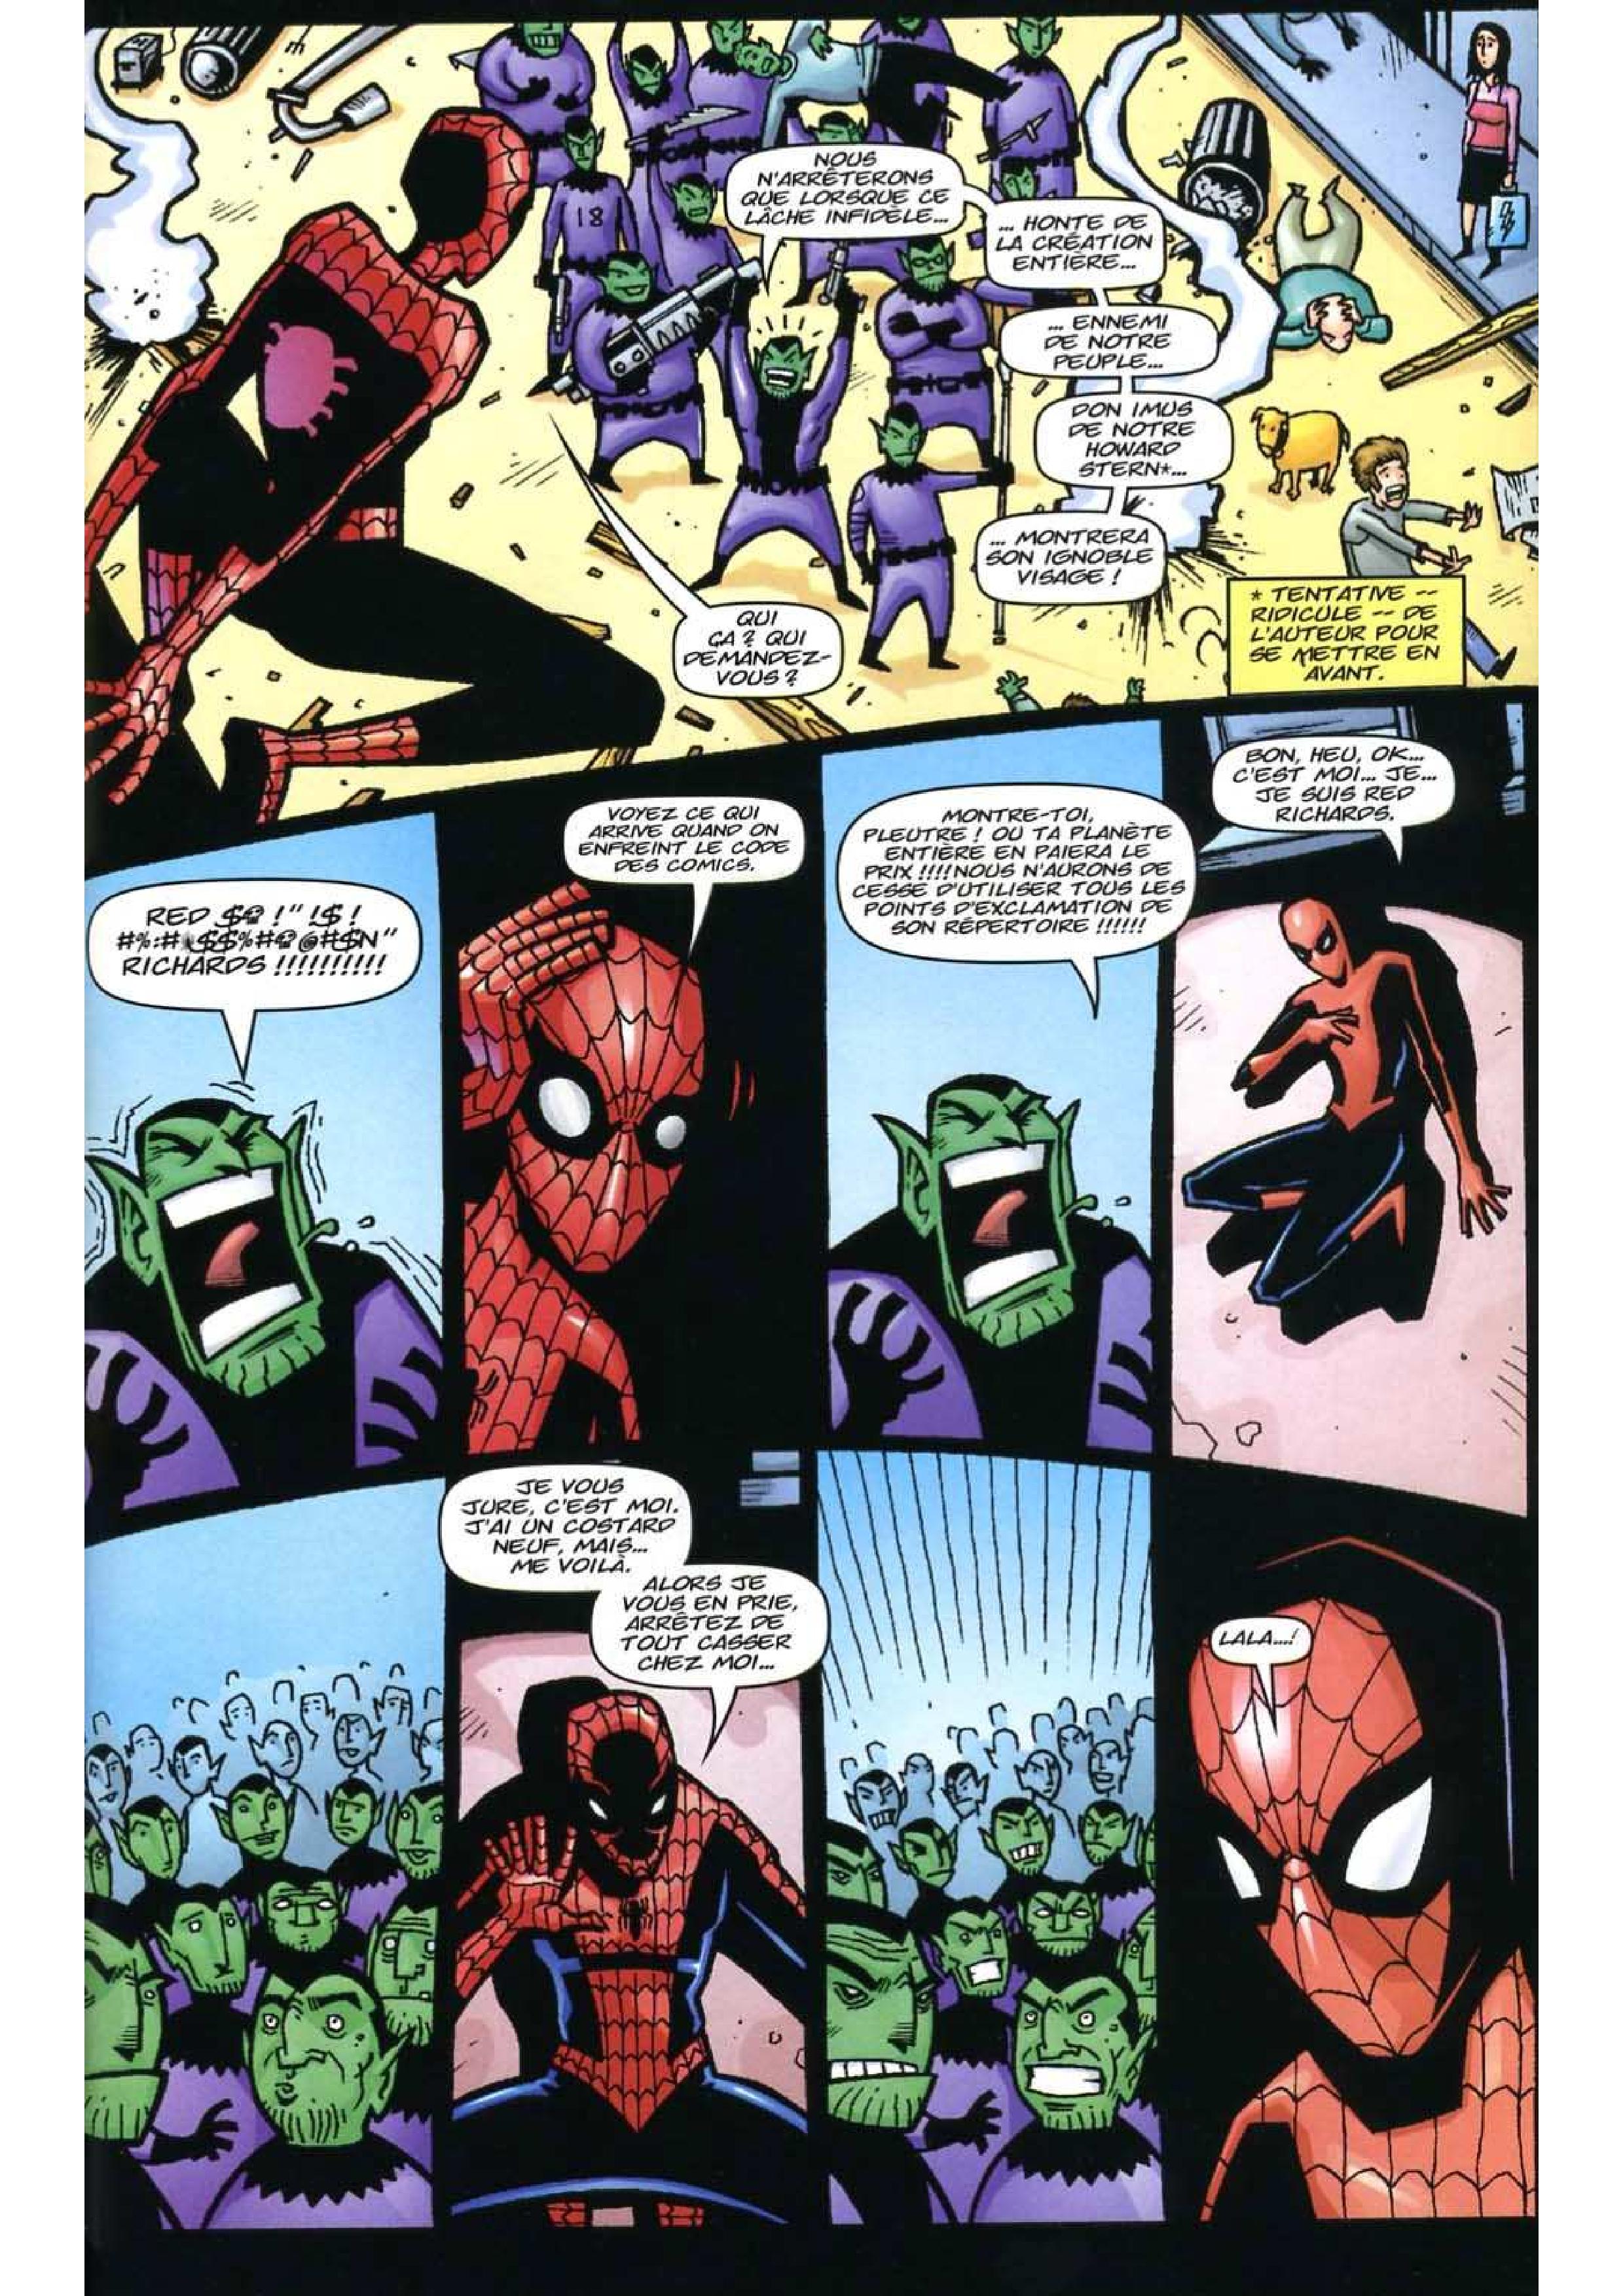 NOUS
N'ARRÊTERONS
QUE LORSQUE CE
LÂCHE INFIDÈLE...
... HONTE DE
LA CRÉATION
ENTIÈRE...
... ENNEMI
DE NOTRE
PEUPLE...
DON IMUS
DE NOTRE
HOWARD
STERN*...
... MONTRERA
SON IGNOBLE
VISAGE !
18
QUI
ÇA ? QUI
DEMANDEZ-
VOUS ?
* TENTATIVE --
RIDICULE -- DE
L'AUTEUR POUR
SE METTRE EN
AVANT.
RED $@ !" !$ !
RICHARDS !!!!!!!!!!
VOYEZ CE QUI
ARRIVE QUAND ON
ENFREINT LE CODE
DES COMICS.
MONTRE-TOI,
PLEUTRE ! OU TA PLANÈTE
ENTIÈRE EN PAIERA LE
PRIX !!!!NOUS N'AURONS DE
CESSE D'UTILISER TOUS LES
POINTS D'EXCLAMATION DE
SON RÉPERTOIRE !!!!!!
BON, HEU, OK...
C'EST MOI... JE...
JE SUIS RED
RICHARDS.
JE VOUS
JURE, C'EST MOI.
J'AI UN COSTARD
NEUF, MAIS...
ME VOILÀ.
ALORS JE
VOUS EN PRIE,
ARRÊTEZ DE
TOUT CASSER
CHEZ MOI...
LALA...!